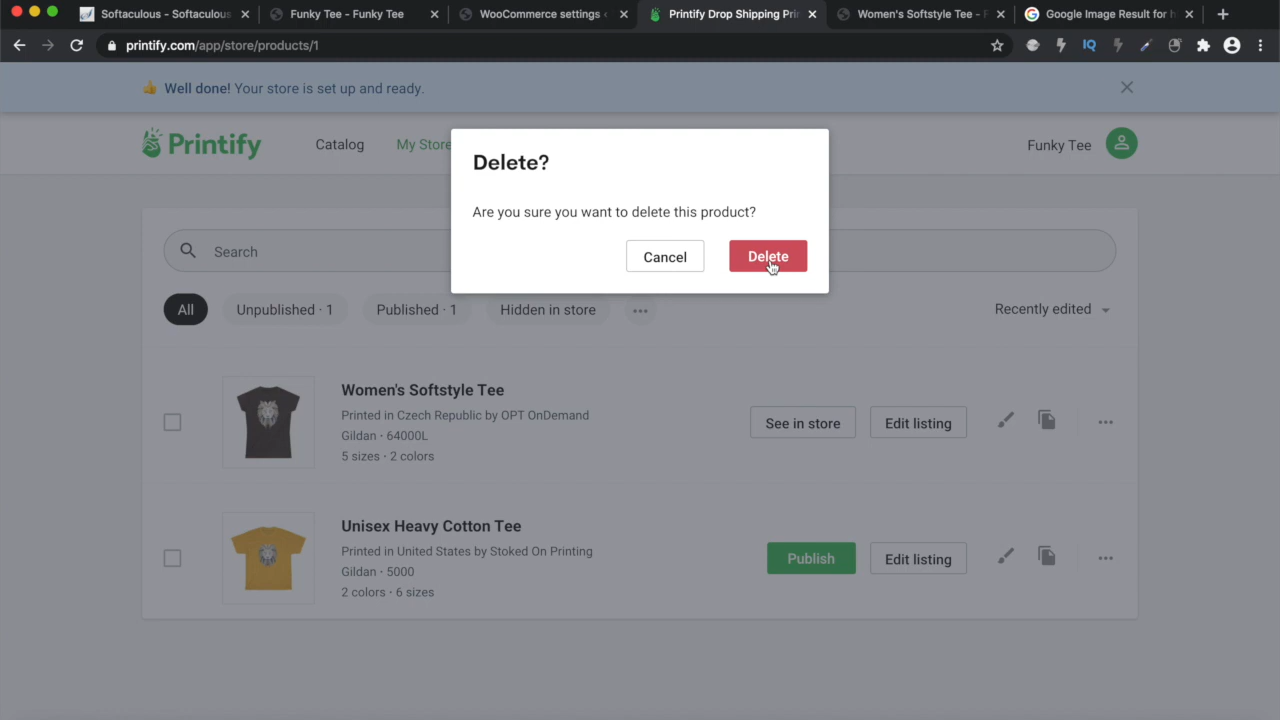 Softaculous - Softaculous
Funky Tee - Funky Tee
WooCommerce settings
Printify Drop Shipping Prin
Women's Softstyle Tee - F
Google Image Result for h
printify.com/app/store/products/1
IQ
Well done! Your store is set up and ready.
Printify
Catalog
My Store
Funky Tee
Delete?
Are you sure you want to delete this product?
Cancel
Delete
Search
All
Unpublished · 1
Published · 1
Hidden in store
Recently edited
Women's Softstyle Tee
Printed in Czech Republic by OPT OnDemand
Gildan · 64000L
5 sizes · 2 colors
See in store
Edit listing
Unisex Heavy Cotton Tee
Printed in United States by Stoked On Printing
Gildan · 5000
2 colors · 6 sizes
Publish
Edit listing